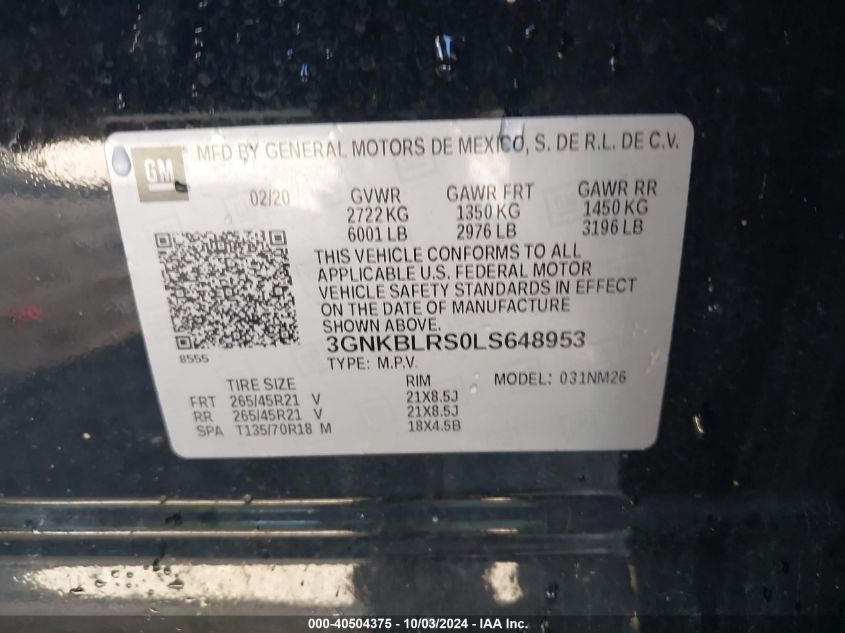 GM MFD BY GENERAL MOTORS DE MEXICO, S. DE R.L. DE C.V.
02/20 GVWR GAWR FRT GAWR RR
2722 KG 1350 KG 1450 KG
6001 LB 2976 LB 3196 LB
THIS VEHICLE CONFORMS TO ALL
APPLICABLE U.S. FEDERAL MOTOR
VEHICLE SAFETY STANDARDS IN EFFECT
ON THE DATE OF MANUFACTURE
SHOWN ABOVE.
8555
3GNKBLRS0LS648953
TYPE: M.P.V.
TIRE SIZE RIM MODEL: 031NM26
FRT 265/45R21 V 21X8.5J
RR 265/45R21 V 21X8.5J
SPA T135/70R18 M 18X4.5B
000-40504375 - 10/03/2024 - IAA Inc.